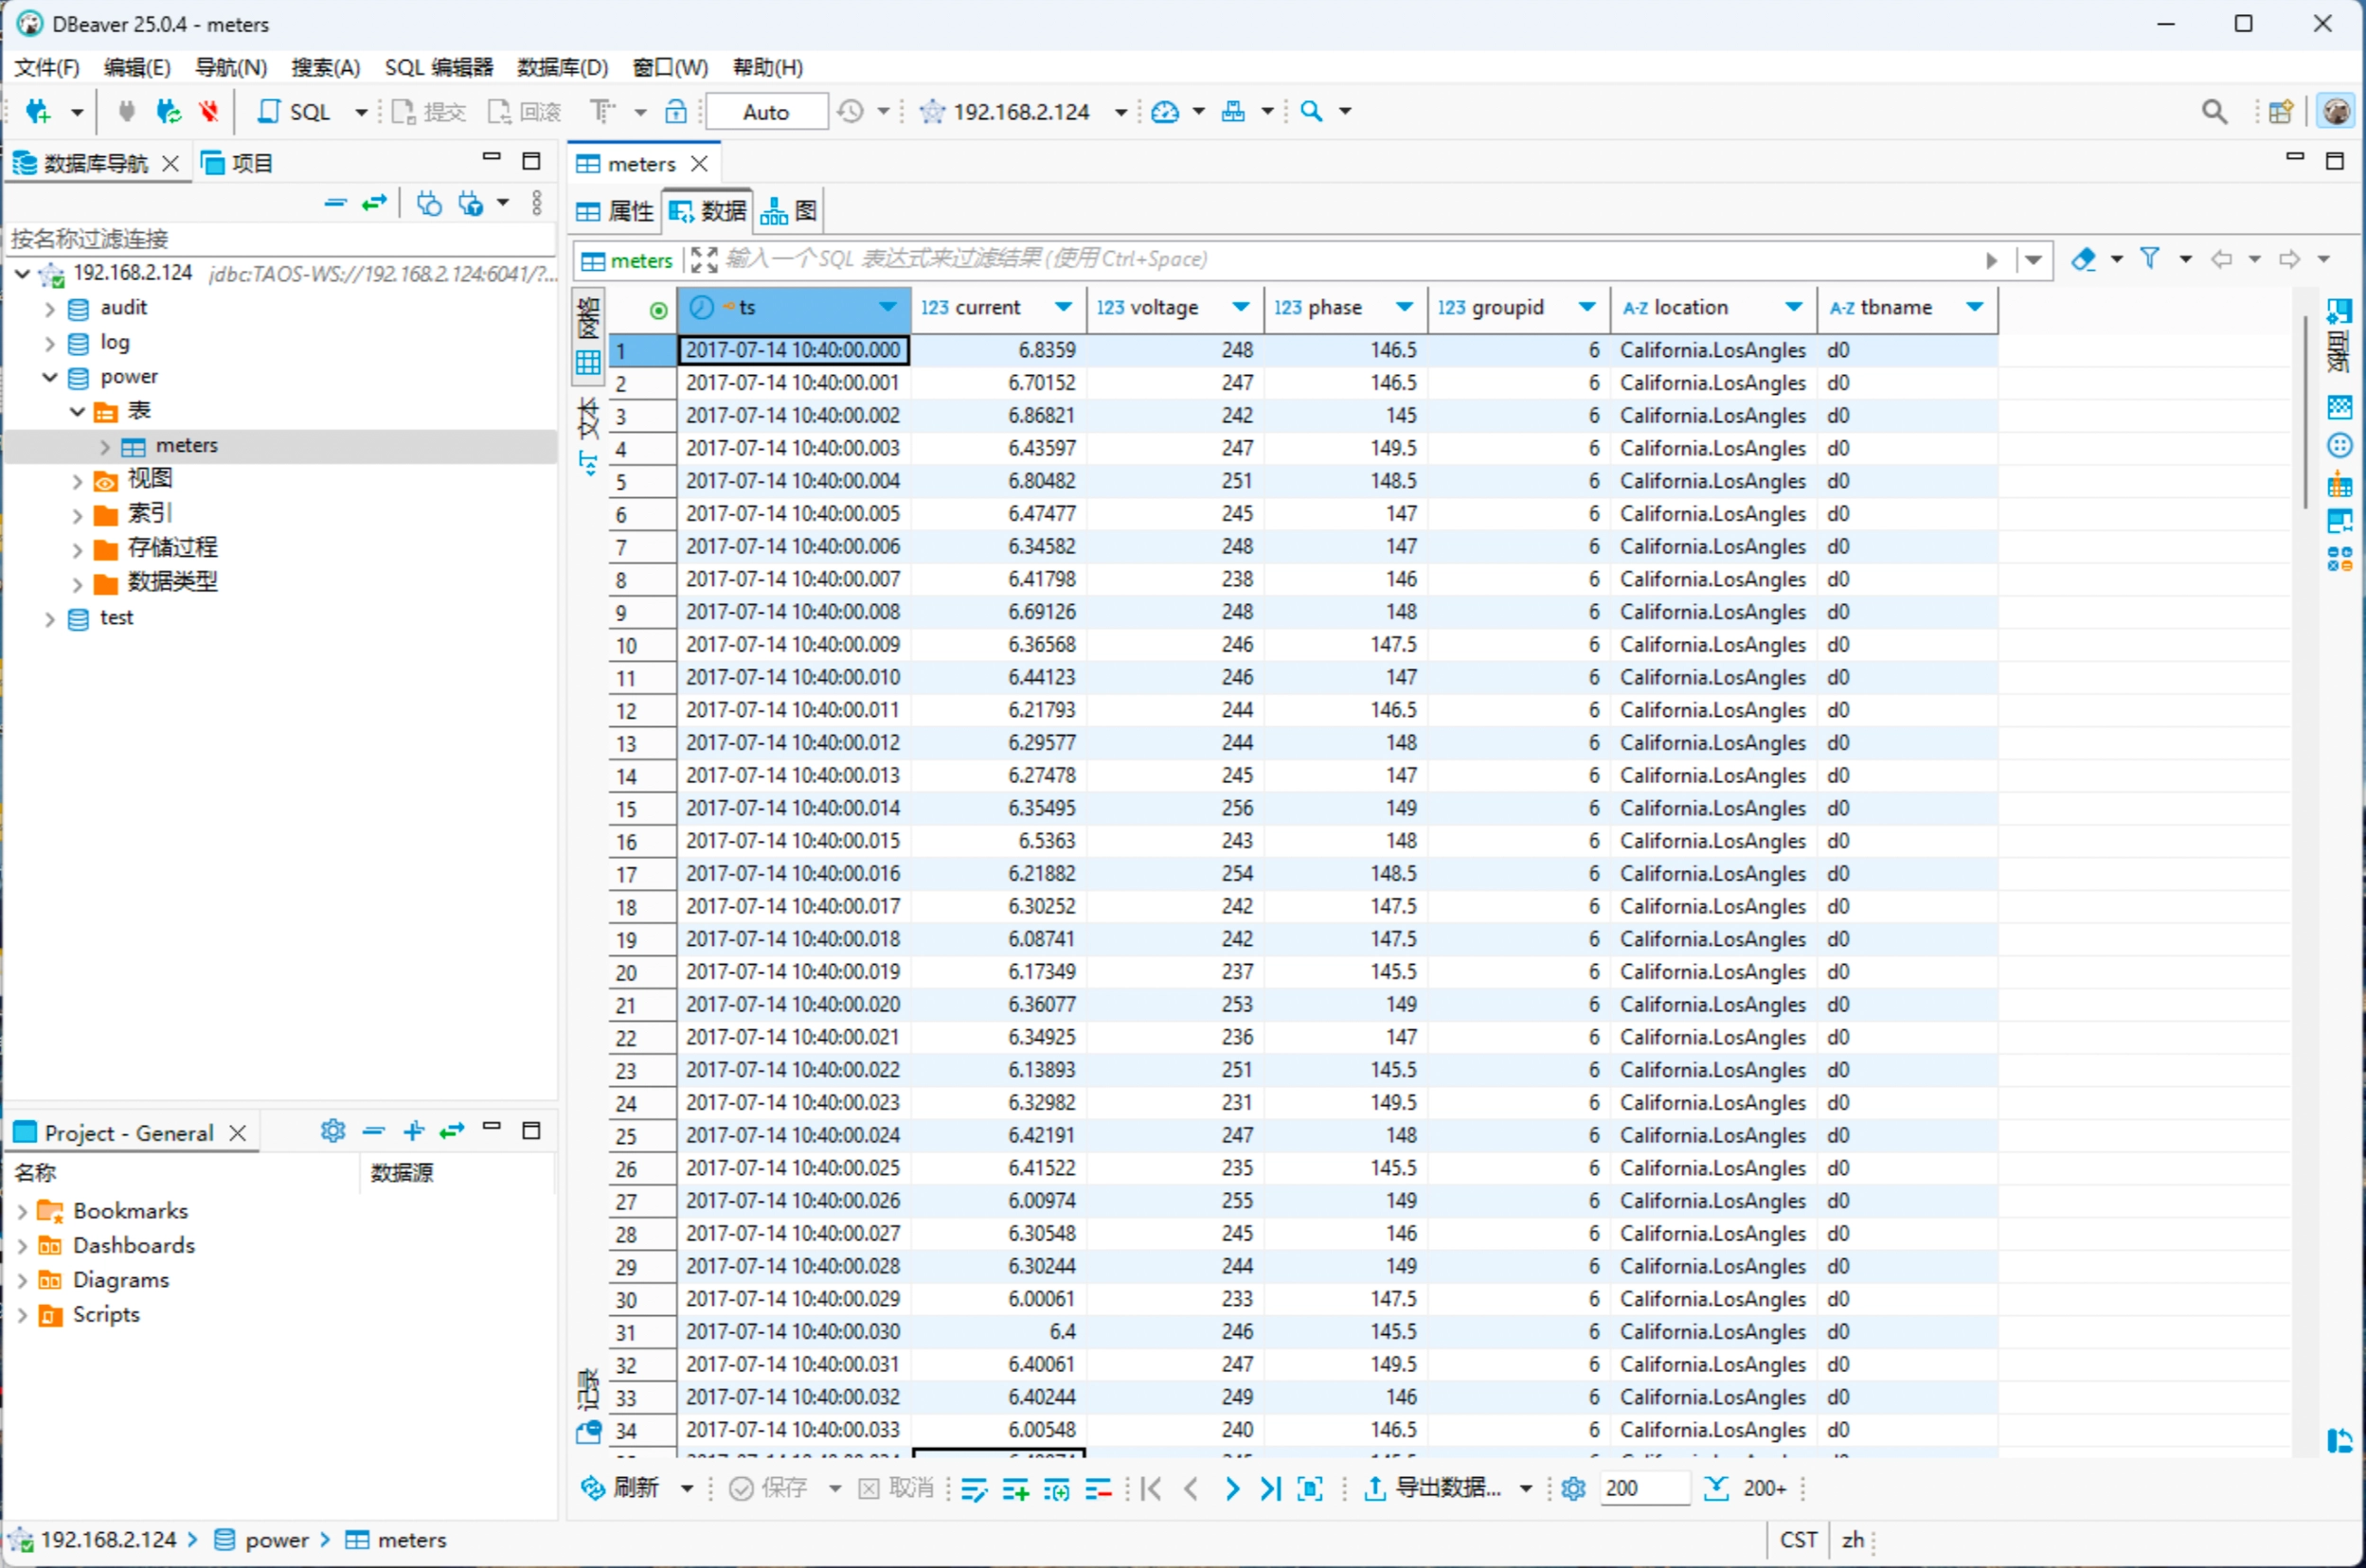 DBeaver 25.0.4 - meters
文件(F) 编辑(E) 导航(N) 搜索(A) SQL 编辑器 数据库(D) 窗口(W) 帮助(H)
SQL 提交 回滚 Auto 192.168.2.124
数据库导航 项目
按名称过滤连接
192.168.2.124 jdbc:TAOS-WS://192.168.2.124:6041/?...
audit
log
power
表
meters
视图
索引
存储过程
数据类型
test
Project - General
名称 数据源
Bookmarks
Dashboards
Diagrams
Scripts
meters
属性 数据 图
meters 输入一个SQL 表达式来过滤结果 (使用 Ctrl+Space)
网格
文本
记录
面板
ts 123 current 123 voltage 123 phase 123 groupid A-Z location A-Z tbname
1 2017-07-14 10:40:00.000 6.8359 248 146.5 6 California.LosAngles d0
2 2017-07-14 10:40:00.001 6.70152 247 146.5 6 California.LosAngles d0
3 2017-07-14 10:40:00.002 6.86821 242 145 6 California.LosAngles d0
4 2017-07-14 10:40:00.003 6.43597 247 149.5 6 California.LosAngles d0
5 2017-07-14 10:40:00.004 6.80482 251 148.5 6 California.LosAngles d0
6 2017-07-14 10:40:00.005 6.47477 245 147 6 California.LosAngles d0
7 2017-07-14 10:40:00.006 6.34582 248 147 6 California.LosAngles d0
8 2017-07-14 10:40:00.007 6.41798 238 146 6 California.LosAngles d0
9 2017-07-14 10:40:00.008 6.69126 248 148 6 California.LosAngles d0
10 2017-07-14 10:40:00.009 6.36568 246 147.5 6 California.LosAngles d0
11 2017-07-14 10:40:00.010 6.44123 246 147 6 California.LosAngles d0
12 2017-07-14 10:40:00.011 6.21793 244 146.5 6 California.LosAngles d0
13 2017-07-14 10:40:00.012 6.29577 244 148 6 California.LosAngles d0
14 2017-07-14 10:40:00.013 6.27478 245 147 6 California.LosAngles d0
15 2017-07-14 10:40:00.014 6.35495 256 149 6 California.LosAngles d0
16 2017-07-14 10:40:00.015 6.5363 243 148 6 California.LosAngles d0
17 2017-07-14 10:40:00.016 6.21882 254 148.5 6 California.LosAngles d0
18 2017-07-14 10:40:00.017 6.30252 242 147.5 6 California.LosAngles d0
19 2017-07-14 10:40:00.018 6.08741 242 147.5 6 California.LosAngles d0
20 2017-07-14 10:40:00.019 6.17349 237 145.5 6 California.LosAngles d0
21 2017-07-14 10:40:00.020 6.36077 253 149 6 California.LosAngles d0
22 2017-07-14 10:40:00.021 6.34925 236 147 6 California.LosAngles d0
23 2017-07-14 10:40:00.022 6.13893 251 145.5 6 California.LosAngles d0
24 2017-07-14 10:40:00.023 6.32982 231 149.5 6 California.LosAngles d0
25 2017-07-14 10:40:00.024 6.42191 247 148 6 California.LosAngles d0
26 2017-07-14 10:40:00.025 6.41522 235 145.5 6 California.LosAngles d0
27 2017-07-14 10:40:00.026 6.00974 255 149 6 California.LosAngles d0
28 2017-07-14 10:40:00.027 6.30548 245 146 6 California.LosAngles d0
29 2017-07-14 10:40:00.028 6.30244 244 149 6 California.LosAngles d0
30 2017-07-14 10:40:00.029 6.00061 233 147.5 6 California.LosAngles d0
31 2017-07-14 10:40:00.030 6.4 246 145.5 6 California.LosAngles d0
32 2017-07-14 10:40:00.031 6.40061 247 149.5 6 California.LosAngles d0
33 2017-07-14 10:40:00.032 6.40244 249 146 6 California.LosAngles d0
34 2017-07-14 10:40:00.033 6.00548 240 146.5 6 California.LosAngles d0
刷新 保存 取消 导出数据... 200 200+
192.168.2.124 power meters CST zh